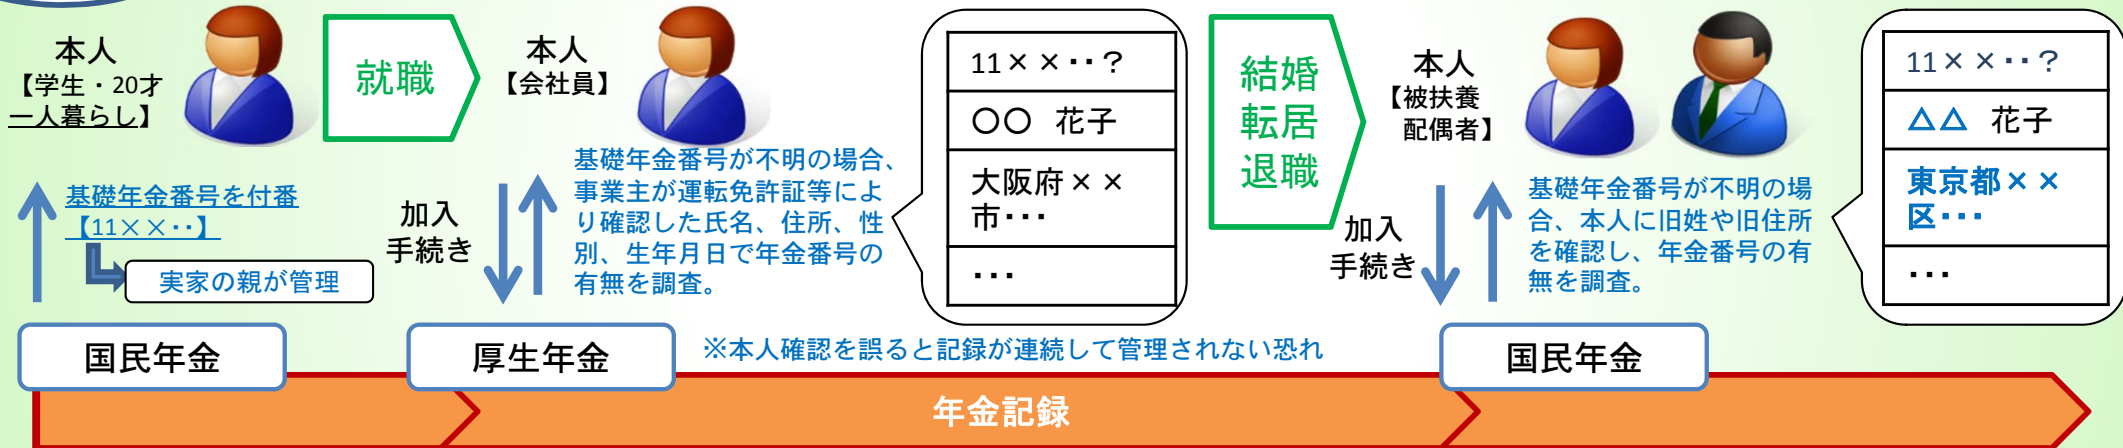 本人
【学生・20才
一人暮らし】
基礎年金番号を付番
【11××・・】
実家の親が管理
国民年金
就職
本人
【会社員】
加入
手続き
基礎年金番号が不明の場合、
事業主が運転免許証等によ
り確認した氏名、住所、性
別、生年月日で年金番号の
有無を調査。
11××・・？
〇〇 花子
大阪府××
市・・・
・・・
厚生年金
※本人確認を誤ると記録が連続して管理されない恐れ
結婚
転居
退職
本人
【被扶養
配偶者】
加入
手続き
基礎年金番号が不明の場
合、本人に旧姓や旧住所
を確認し、年金番号の有
無を調査。
11××・・？
△△ 花子
東京都××
区・・・
・・・
国民年金
年金記録